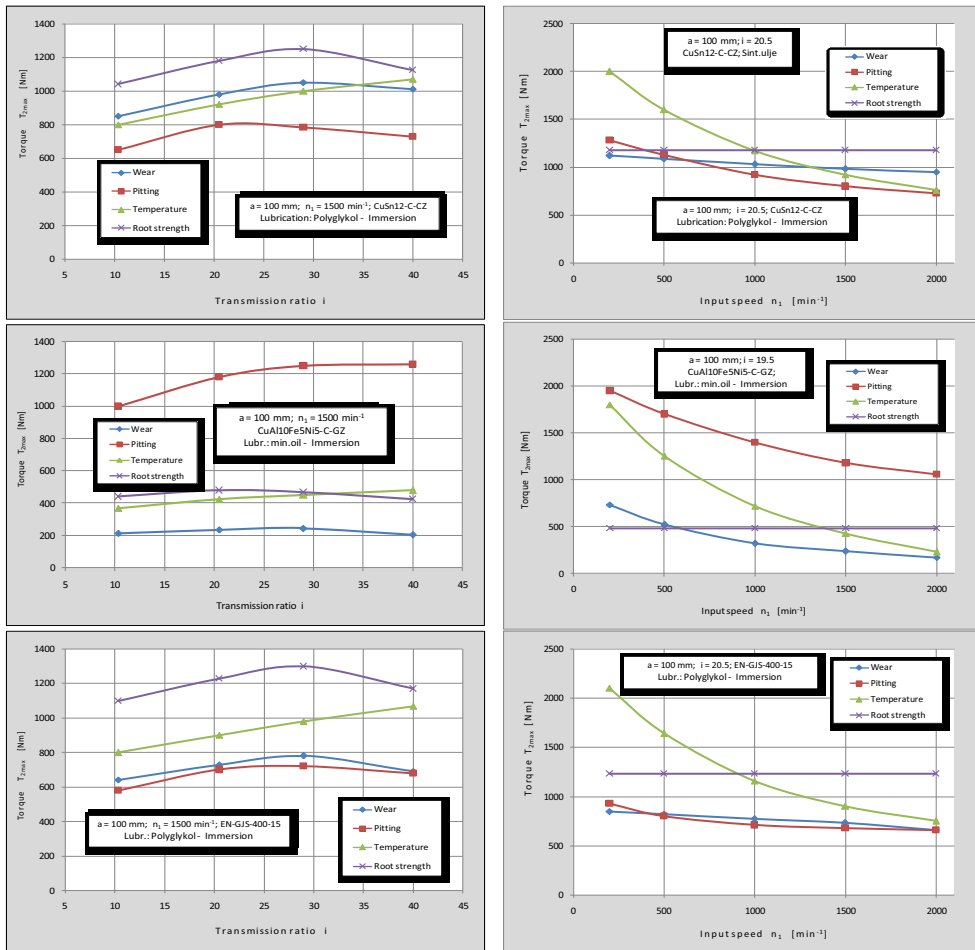 Torque T2max [Nm]
1400
1200
1000
800
600
400
200
0
5
10
15
20
25
30
35
40
45
Transmission ratio i
Wear
Pitting
Temperature
Root strength
a = 100 mm; n1 = 1500 min-1; CuSn12-C-CZ
Lubrication: Polyglykol - Immersion
Torque T2max [Nm]
2500
2000
1500
1000
500
0
0
500
1000
1500
2000
Input speed n1 [min-1]
a = 100 mm; i = 20.5
CuSn12-C-CZ; Sint.ulje
Wear
Pitting
Temperature
Root strength
a = 100 mm; i = 20.5; CuSn12-C-CZ
Lubrication: Polyglykol - Immersion
Torque T2max [Nm]
1400
1200
1000
800
600
400
200
0
5
10
15
20
25
30
35
40
45
Transmission ratio i
Wear
Pitting
Temperature
Root strength
a = 100 mm; n1 = 1500 min-1
CuAl10Fe5Ni5-C-GZ
Lubr.: min.oil - Immersion
Torque T2max [Nm]
2500
2000
1500
1000
500
0
0
500
1000
1500
2000
Input speed n1 [min-1]
a = 100 mm; i = 19.5
CuAl10Fe5Ni5-C-GZ;
Lubr.: min.oil - Immersion
Wear
Pitting
Temperature
Root strength
Torque T2max [Nm]
1400
1200
1000
800
600
400
200
0
5
10
15
20
25
30
35
40
45
Transmission ratio i
a = 100 mm; n1 = 1500 min-1; EN-GJS-400-15
Lubr.: Polyglykol - Immersion
Wear
Pitting
Temperature
Root strength
Torque T2max [Nm]
2500
2000
1500
1000
500
0
0
500
1000
1500
2000
Input speed n1 [min-1]
a = 100 mm; i = 20.5; EN-GJS-400-15
Lubr.: Polyglykol - Immersion
Wear
Pitting
Temperature
Root strength